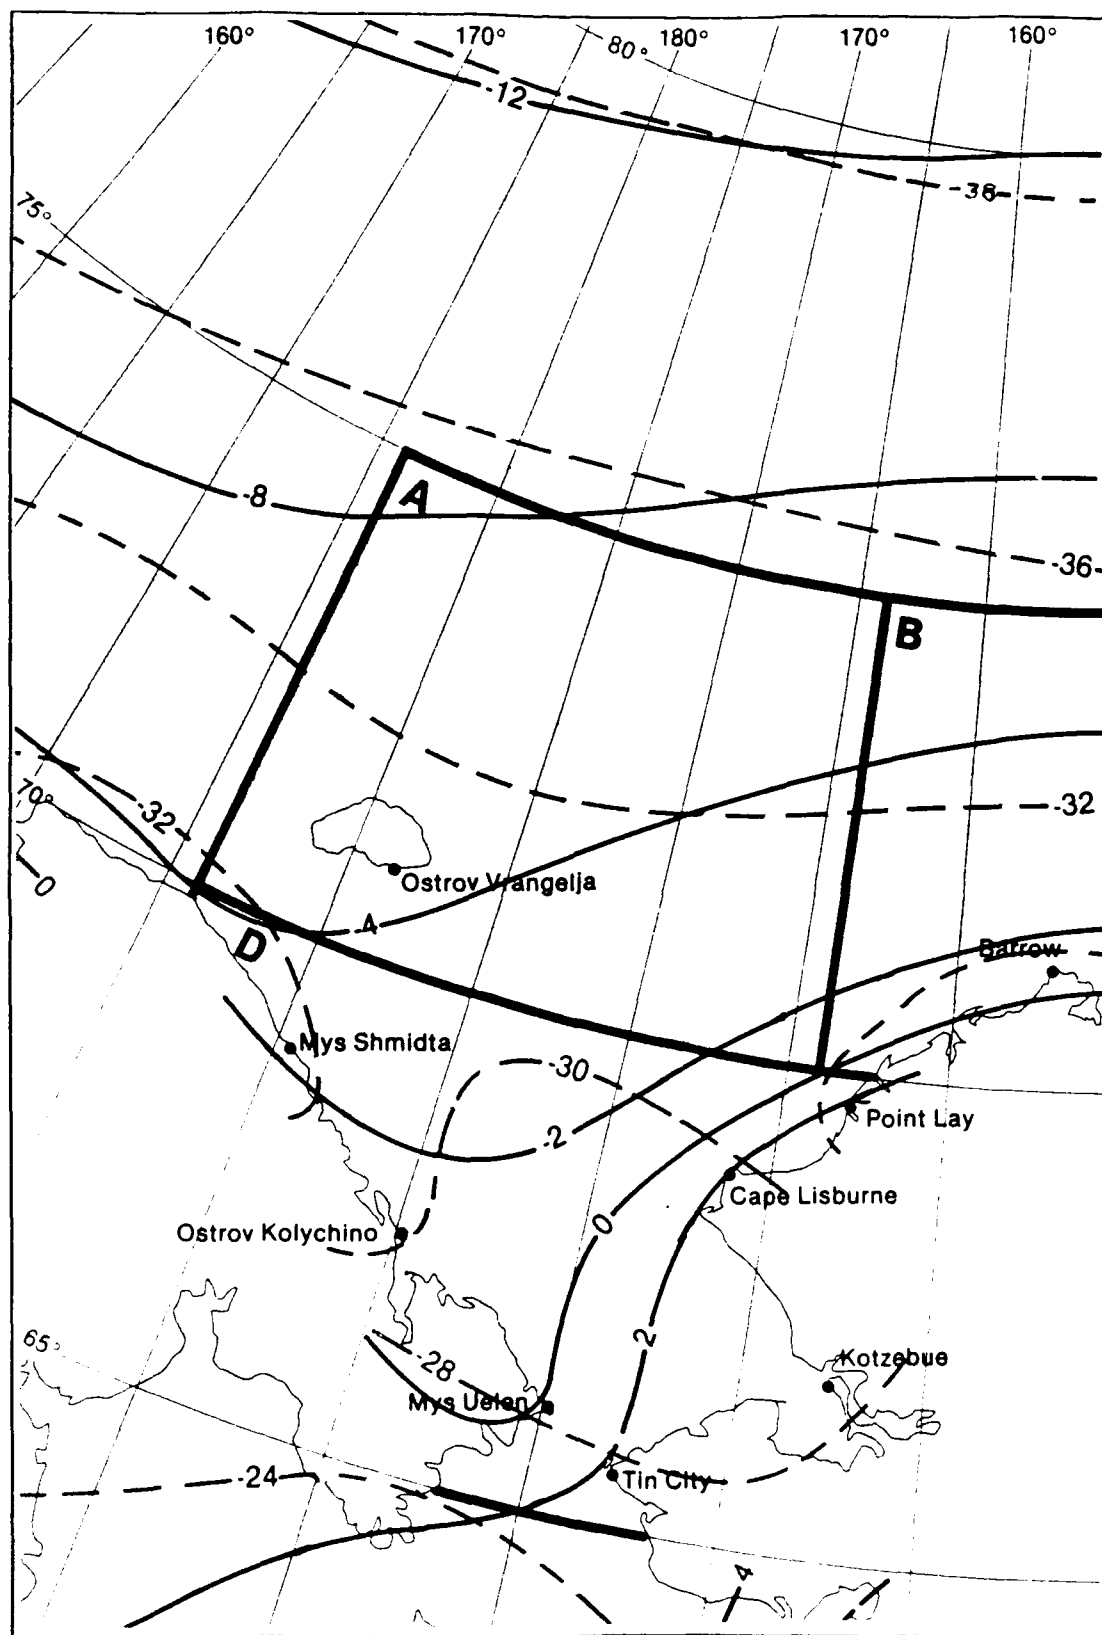 160° 170° 180° 170° 160°
80°
-12
-38
75°
A
-8
-36
B
70°
-32
-32
0
Ostrov Vrangelja
-4
D
Barrow
Mys Shmidta
-30
Point Lay
-2
Cape Lisburne
0
Ostrov Kolychino
2
65°
-28
Kotzebue
Mys Uelen
-24
Tin City
4